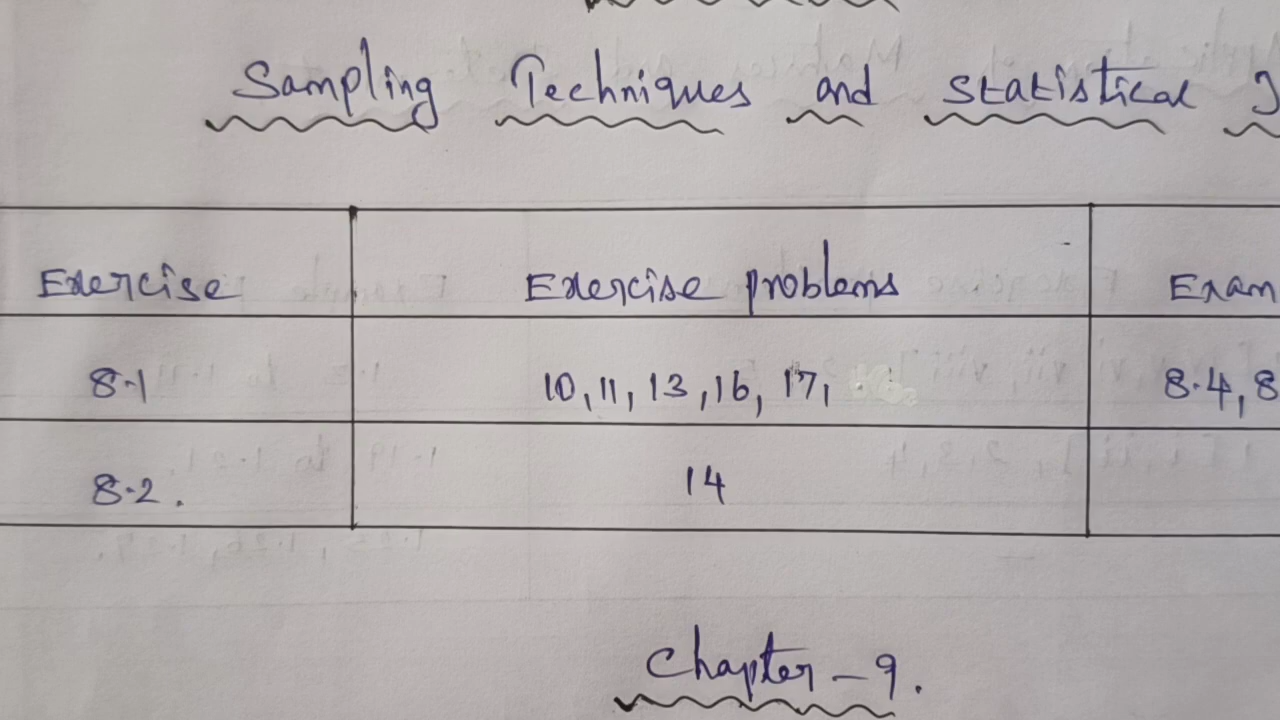 Sampling Techniques and Statistical
Exercise Exercise problems Exam
8.1 10, 11, 13, 16, 17, 8.4, 8
8.2. 14
Chapter - 9.